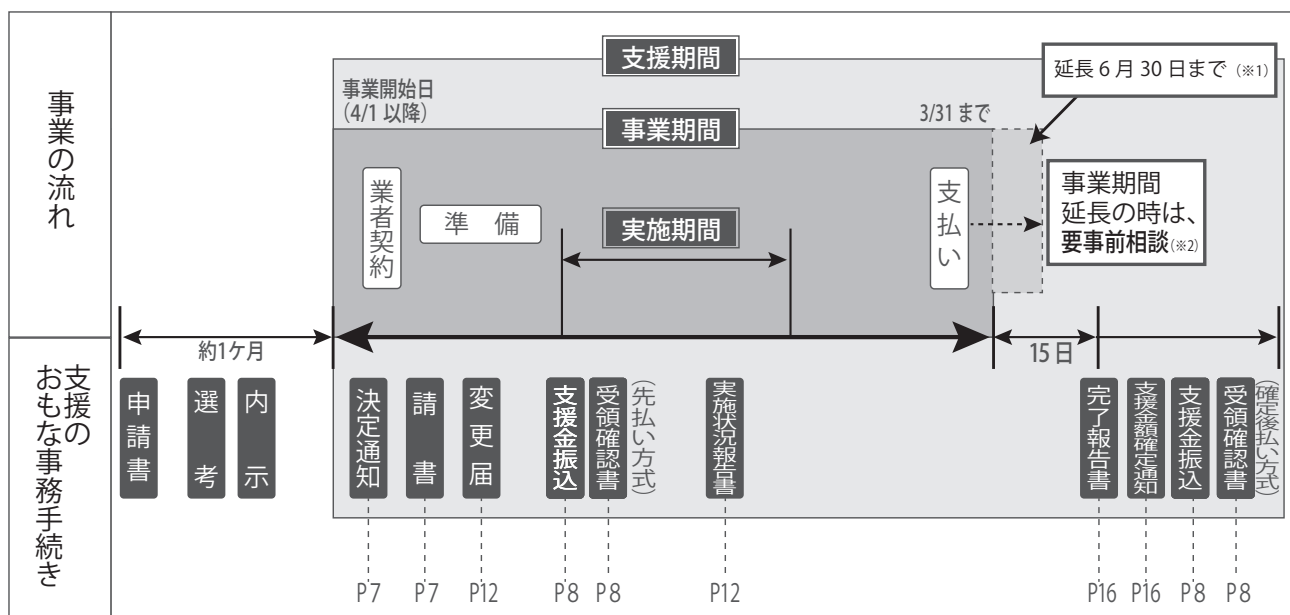 事業の流れ
支援期間
事業開始日
(4/1 以降)
事業期間
3/31 まで
延長 6 月 30 日まで (※1)
業者契約
準備
実施期間
支払い
事業期間
延長の時は、
要事前相談(※2)
約1ケ月
15 日
支援の
おもな事務手続き
申請書
選考
内示
決定通知
請書
変更届
支援金振込
受領確認書
(先払い方式)
実施状況報告書
完了報告書
支援金額確定通知
支援金振込
受領確認書
(確定後払い方式)
P7
P7
P12
P8
P8
P12
P16
P16
P8
P8